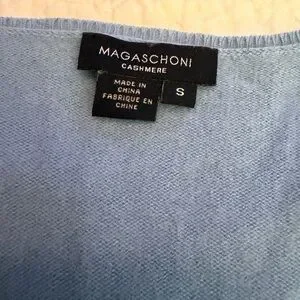 MAGASCHONI
CASHMERE
MADE IN
CHINA
FABRIQUE EN
CHINE
S